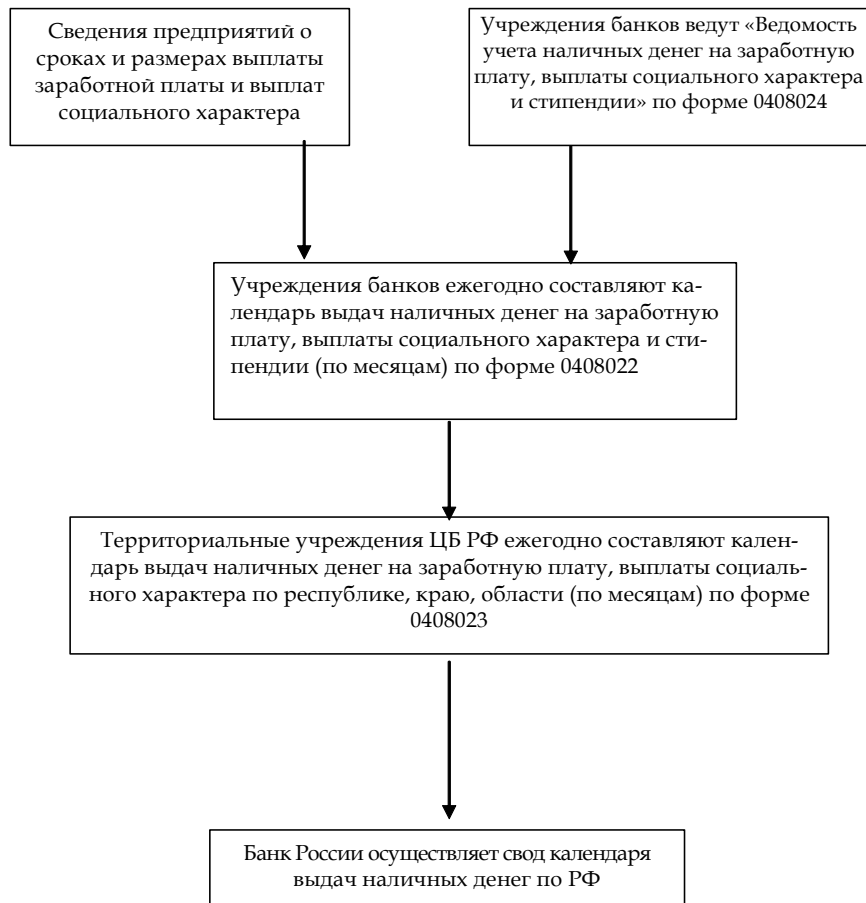 Сведения предприятий о
сроках и размерах выплаты
заработной платы и выплат
социального характера
Учреждения банков ведут «Ведомость
учета наличных денег на заработную
плату, выплаты социального характера
и стипендии» по форме 0408024
Учреждения банков ежегодно составляют ка-
лендарь выдач наличных денег на заработную
плату, выплаты социального характера и сти-
пендии (по месяцам) по форме 0408022
Территориальные учреждения ЦБ РФ ежегодно составляют кален-
дарь выдач наличных денег на заработную плату, выплаты социаль-
ного характера по республике, краю, области (по месяцам) по форме
0408023
Банк России осуществляет свод календаря
выдач наличных денег по РФ